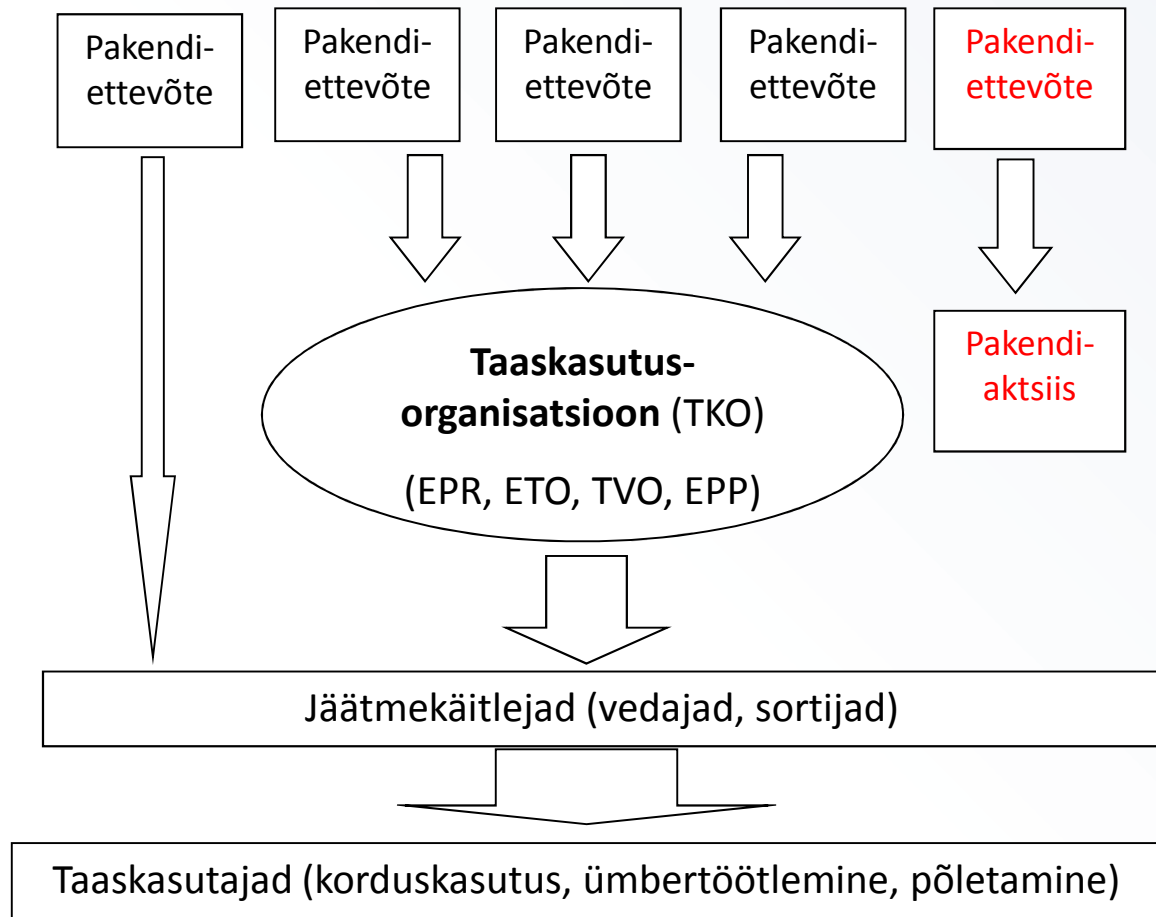 Pakendi-
ettevõte
Pakendi-
ettevõte
Pakendi-
ettevõte
Pakendi-
ettevõte
Pakendi-
ettevõte
Taaskasutus-
organisatsioon (TKO)
(EPR, ETO, TVO, EPP)
Pakendi-
aktsiis
Jäätmekäitlejad (vedajad, sortijad)
Taaskasutajad (korduskasutus, ümbertöötlemine, põletamine)